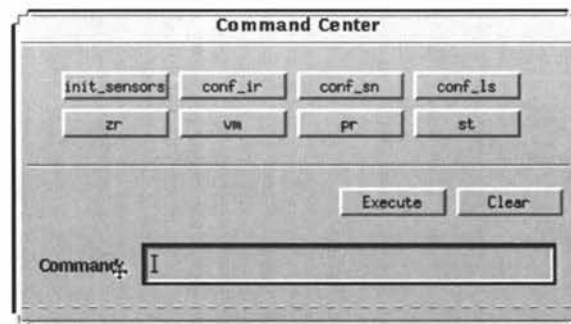 Command Center
init_sensors conf_ir conf_sn conf_ls
zr vm pr st
Execute Clear
Command: